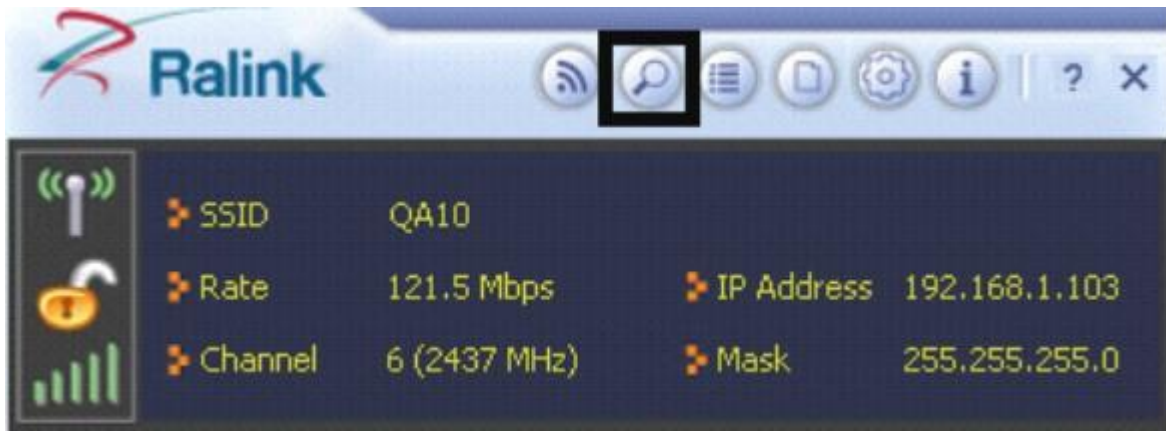 Ralink
i ? ×
SSID QA10
Rate 121.5 Mbps IP Address 192.168.1.103
Channel 6 (2437 MHz) Mask 255.255.255.0